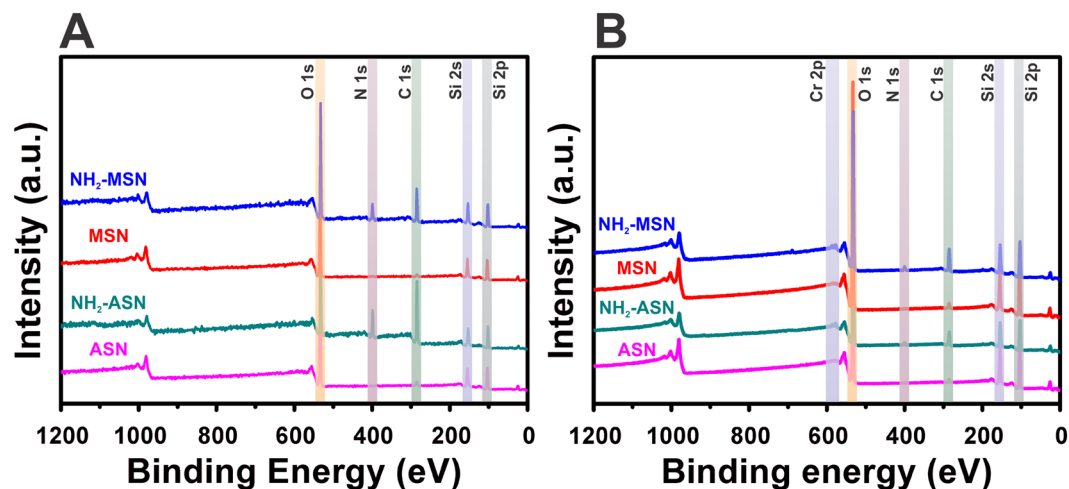 A
O 1s
N 1s
C 1s
Si 2s
Si 2p
NH2-MSN
MSN
NH2-ASN
ASN
Intensity (a.u.)
1200 1000 800 600 400 200 0
Binding Energy (eV)
B
Cr 2p
O 1s
N 1s
C 1s
Si 2s
Si 2p
NH2-MSN
MSN
NH2-ASN
ASN
Intensity (a.u.)
1200 1000 800 600 400 200 0
Binding energy (eV)